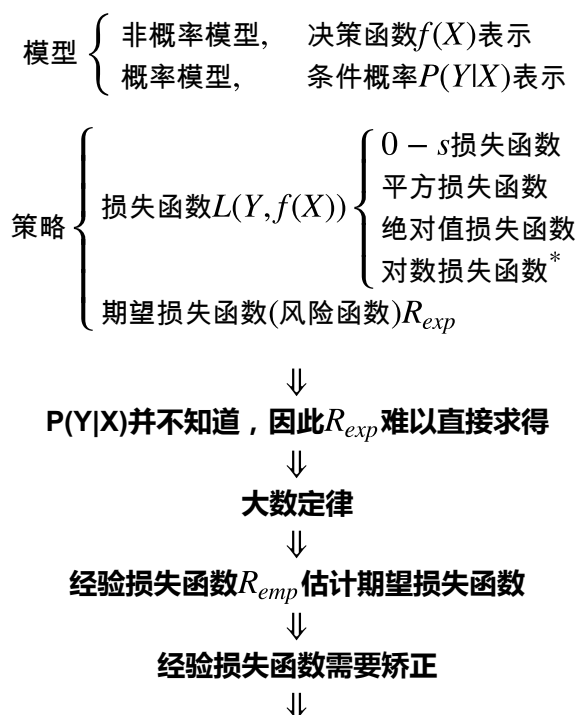 模型 { 非概率模型, 决策函数f(X)表示
概率模型, 条件概率P(Y|X)表示
策略 { 损失函数L(Y,f(X)) { 0 − s损失函数
平方损失函数
绝对值损失函数
对数损失函数*
期望损失函数(风险函数)R_exp
⇓
P(Y|X)并不知道，因此R_exp难以直接求得
⇓
大数定律
⇓
经验损失函数R_emp估计期望损失函数
⇓
经验损失函数需要矫正
⇓